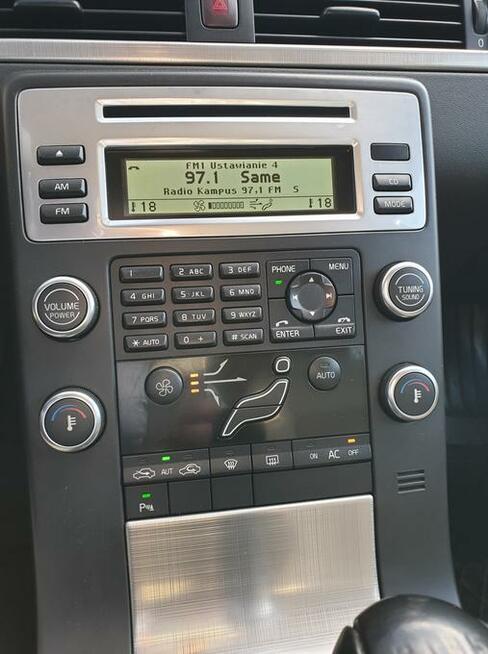 0
FM1 Ustawianie 4
97.1 Same
Radio Kampus 97.1 FM S
18 18
AM
FM
CD
MODE
VOLUME
POWER
TUNING
SOUND
1 2 ABC 3 DEF
4 GHI 5 JKL 6 MNO
7 PQRS 8 TUV 9 WXYZ
* AUTO 0 + # SCAN
PHONE MENU
ENTER EXIT
AUTO
AUT
ON AC OFF
P